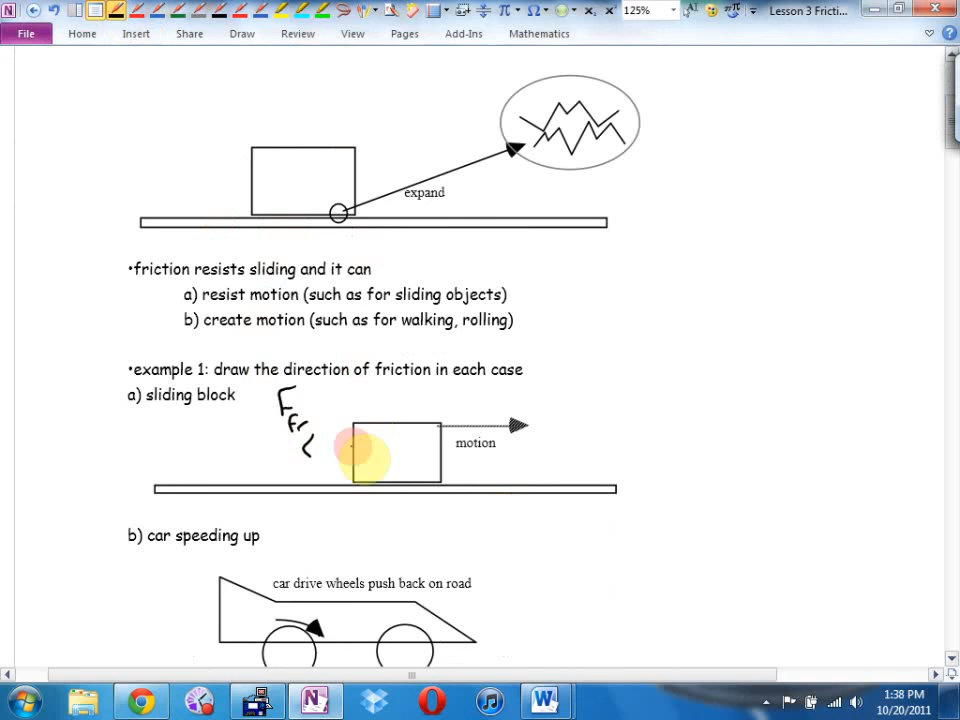 125%
Lesson 3 Fricti...
File Home Insert Share Draw Review View Pages Add-Ins Mathematics
expand
•friction resists sliding and it can
a) resist motion (such as for sliding objects)
b) create motion (such as for walking, rolling)
•example 1: draw the direction of friction in each case
a) sliding block
F
fr
motion
b) car speeding up
car drive wheels push back on road
1:38 PM
10/20/2011